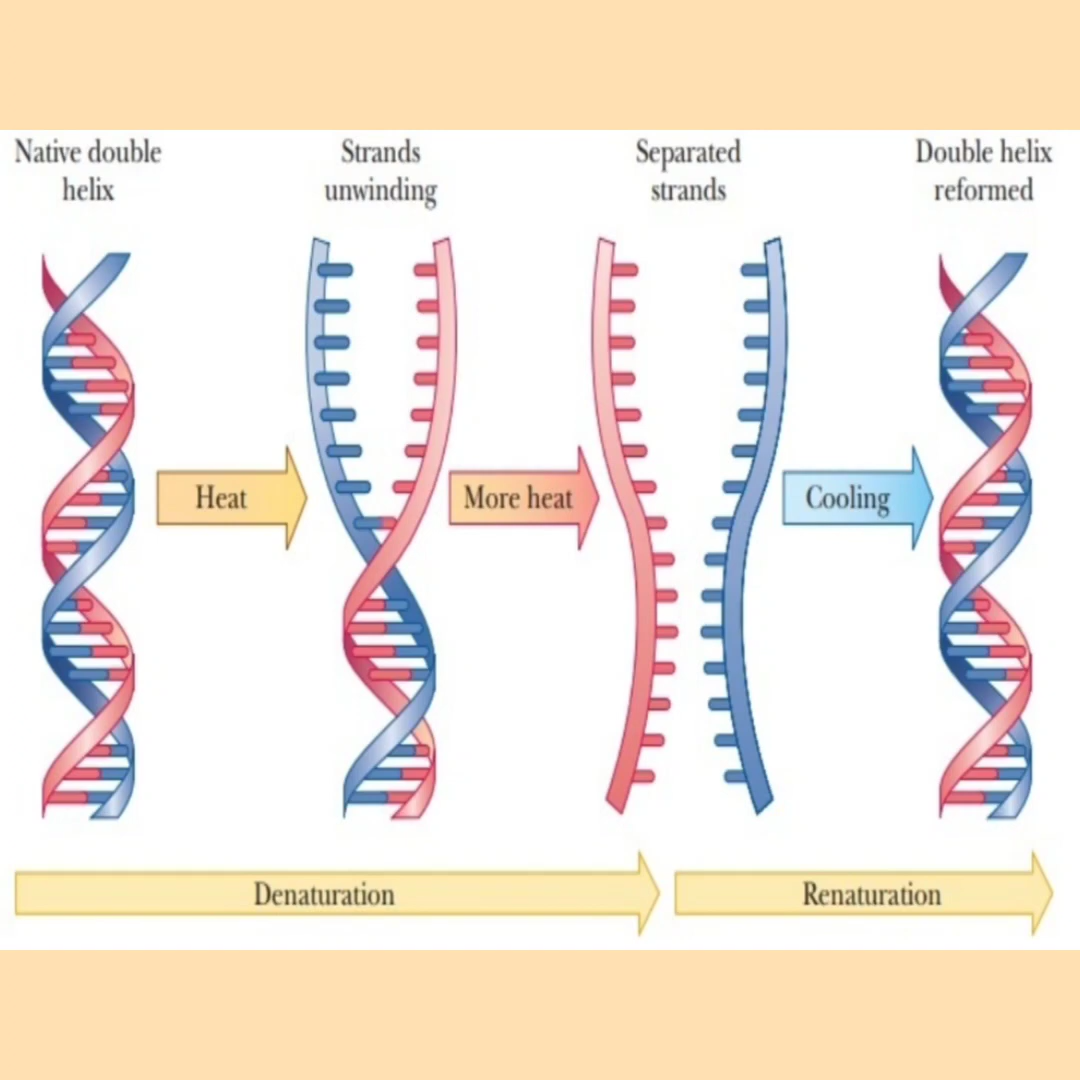 Native double
helix
Strands
unwinding
Separated
strands
Double helix
reformed
Heat
More heat
Cooling
Denaturation
Renaturation